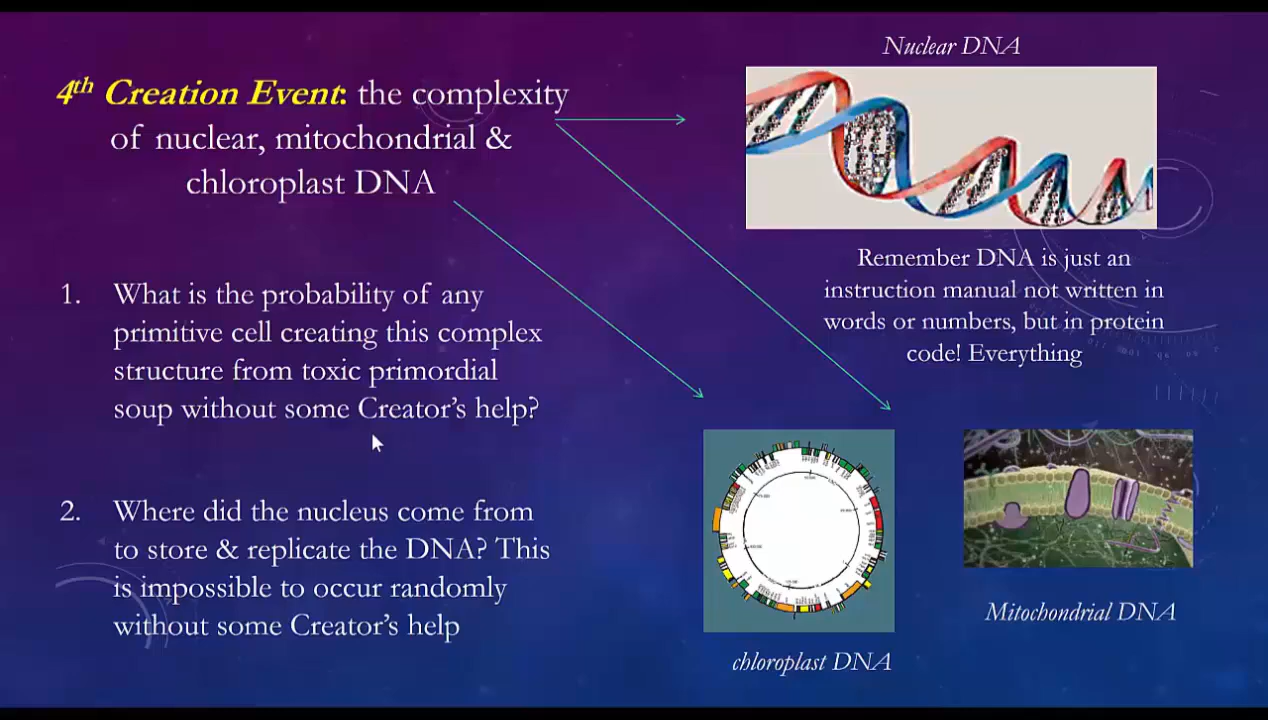 Nuclear DNA
4th Creation Event: the complexity
of nuclear, mitochondrial &
chloroplast DNA
1. What is the probability of any
primitive cell creating this complex
structure from toxic primordial
soup without some Creator's help?
2. Where did the nucleus come from
to store & replicate the DNA? This
is impossible to occur randomly
without some Creator's help
Remember DNA is just an
instruction manual not written in
words or numbers, but in protein
code! Everything
chloroplast DNA
Mitochondrial DNA